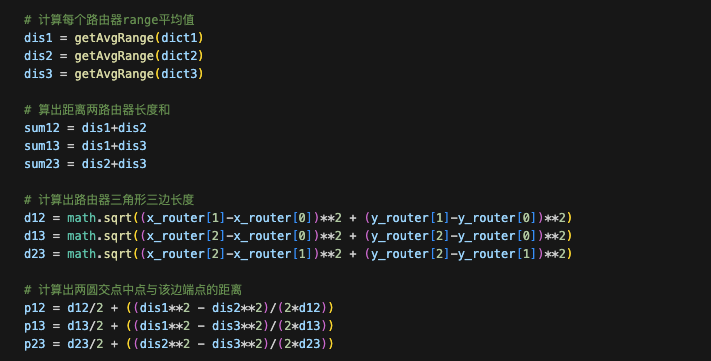 # 计算每个路由器range平均值
dis1 = getAvgRange(dict1)
dis2 = getAvgRange(dict2)
dis3 = getAvgRange(dict3)
# 算出距离两路由器长度和
sum12 = dis1+dis2
sum13 = dis1+dis3
sum23 = dis2+dis3
# 计算出路由器三角形三边长度
d12 = math.sqrt((x_router[1]-x_router[0])**2 + (y_router[1]-y_router[0])**2)
d13 = math.sqrt((x_router[2]-x_router[0])**2 + (y_router[2]-y_router[0])**2)
d23 = math.sqrt((x_router[2]-x_router[1])**2 + (y_router[2]-y_router[1])**2)
# 计算出两圆交点中点与该边端点的距离
p12 = d12/2 + ((dis1**2 - dis2**2)/(2*d12))
p13 = d13/2 + ((dis1**2 - dis3**2)/(2*d13))
p23 = d23/2 + ((dis2**2 - dis3**2)/(2*d23))